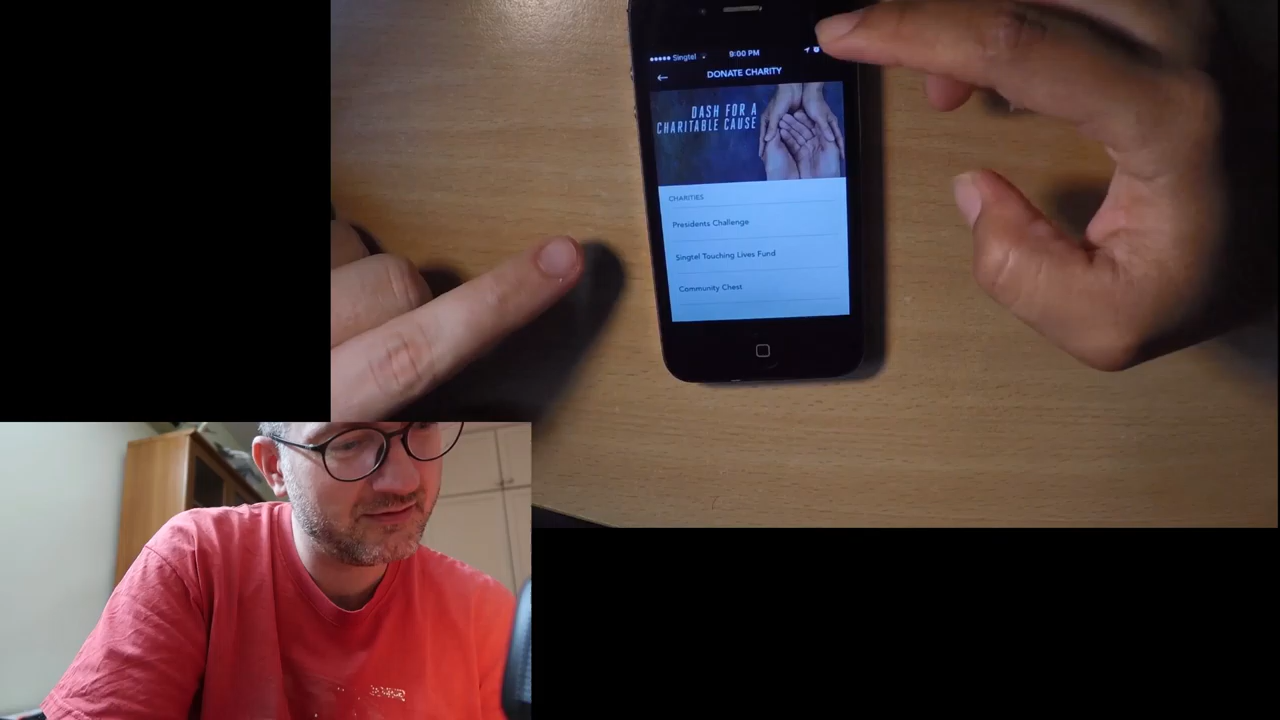 Singtel
9:00 PM
DONATE CHARITY
DASH FOR A
CHARITABLE CAUSE
CHARITIES
Presidents Challenge
Singtel Touching Lives Fund
Community Chest